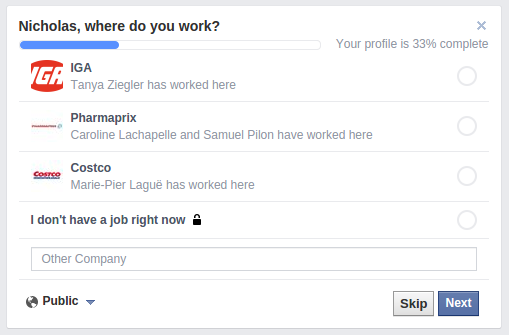 Nicholas, where do you work?
Your profile is 33% complete
IGA
IGA
Tanya Ziegler has worked here
Pharmaprix
Caroline Lachapelle and Samuel Pilon have worked here
COSTCO
Costco
Marie-Pier Laguë has worked here
I don't have a job right now
Other Company
Public
Skip
Next